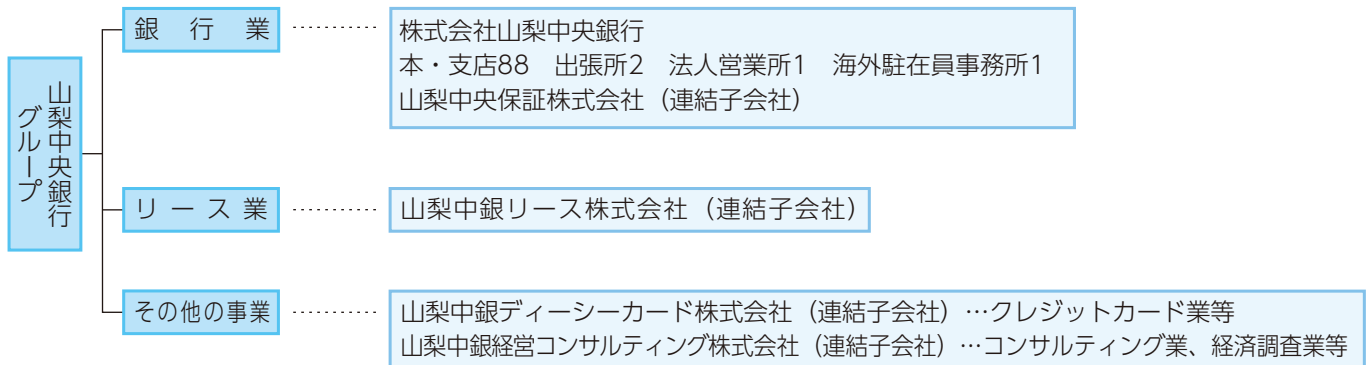 山梨中央銀行
グループ
銀行業
株式会社山梨中央銀行
本・支店88　出張所2　法人営業所1　海外駐在員事務所1
山梨中央保証株式会社（連結子会社）
リース業
山梨中銀リース株式会社（連結子会社）
その他の事業
山梨中銀ディーシーカード株式会社（連結子会社）…クレジットカード業等
山梨中銀経営コンサルティング株式会社（連結子会社）…コンサルティング業、経済調査業等